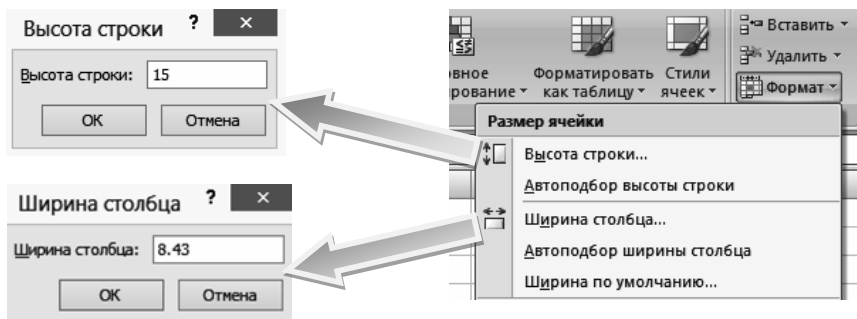 Высота строки ? ×
Высота строки: 15
ОК Отмена
Ширина столбца ? ×
Ширина столбца: 8.43
ОК Отмена
Вставить
Удалить
Формат
вное Форматировать Стили
рование как таблицу ячеек
Размер ячейки
Высота строки...
Автоподбор высоты строки
Ширина столбца...
Автоподбор ширины столбца
Ширина по умолчанию...